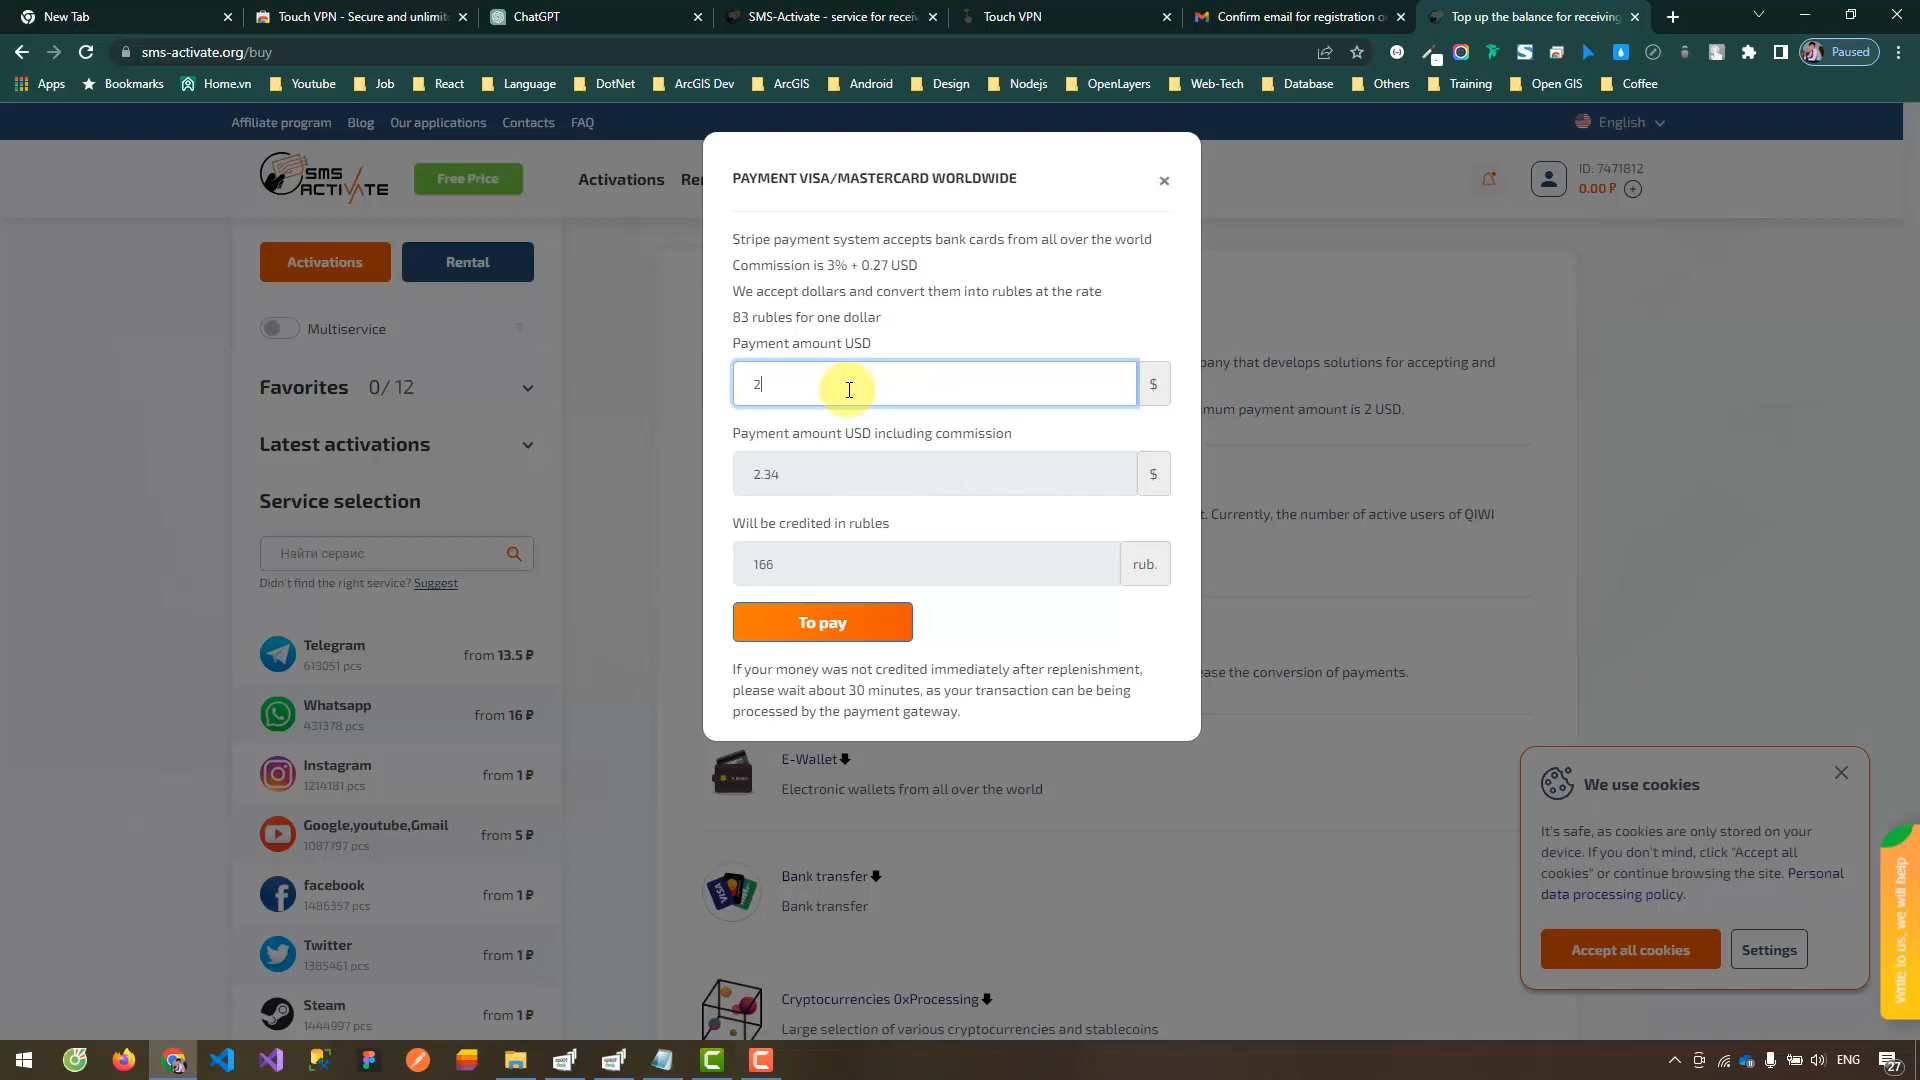 New Tab
Touch VPN - Secure and unlimit
ChatGPT
SMS-Activate - service for receiv
Touch VPN
Confirm email for registration o
Top up the balance for receiving
sms-activate.org/buy
Paused
Apps
Bookmarks
Home.vn
Youtube
Job
React
Language
DotNet
ArcGIS Dev
ArcGIS
Android
Design
Nodejs
OpenLayers
Web-Tech
Database
Others
Training
Open GIS
Coffee
Affiliate program
Blog
Our applications
Contacts
FAQ
English
SMS
ACTIVATE
Free Price
Activations
Re
ID: 7471812
0.00 ₽
Activations
Rental
Multiservice
?
Favorites 0/ 12
Latest activations
Service selection
Найти сервис
Didn't find the right service? Suggest
Telegram
613051 pcs
from 13.5 ₽
Whatsapp
431378 pcs
from 16 ₽
Instagram
1214181 pcs
from 1 ₽
Google,youtube,Gmail
1087797 pcs
from 5 ₽
facebook
1486357 pcs
from 1 ₽
Twitter
1385461 pcs
from 1 ₽
Steam
1444997 pcs
from 1 ₽
PAYMENT VISA/MASTERCARD WORLDWIDE
×
Stripe payment system accepts bank cards from all over the world
Commission is 3% + 0.27 USD
We accept dollars and convert them into rubles at the rate
83 rubles for one dollar
Payment amount USD
2
$
Payment amount USD including commission
2.34
$
Will be credited in rubles
166
rub.
To pay
If your money was not credited immediately after replenishment,
please wait about 30 minutes, as your transaction can be being
processed by the payment gateway.
pany that develops solutions for accepting and
mum payment amount is 2 USD.
t. Currently, the number of active users of QIWI
ase the conversion of payments.
E-Wallet
Electronic wallets from all over the world
Bank transfer
Bank transfer
Cryptocurrencies 0xProcessing
Large selection of various cryptocurrencies and stablecoins
We use cookies
It's safe, as cookies are only stored on your
device. If you don't mind, click "Accept all
cookies" or continue browsing the site. Personal
data processing policy.
Accept all cookies
Settings
Write to us, we will help
ENG
27